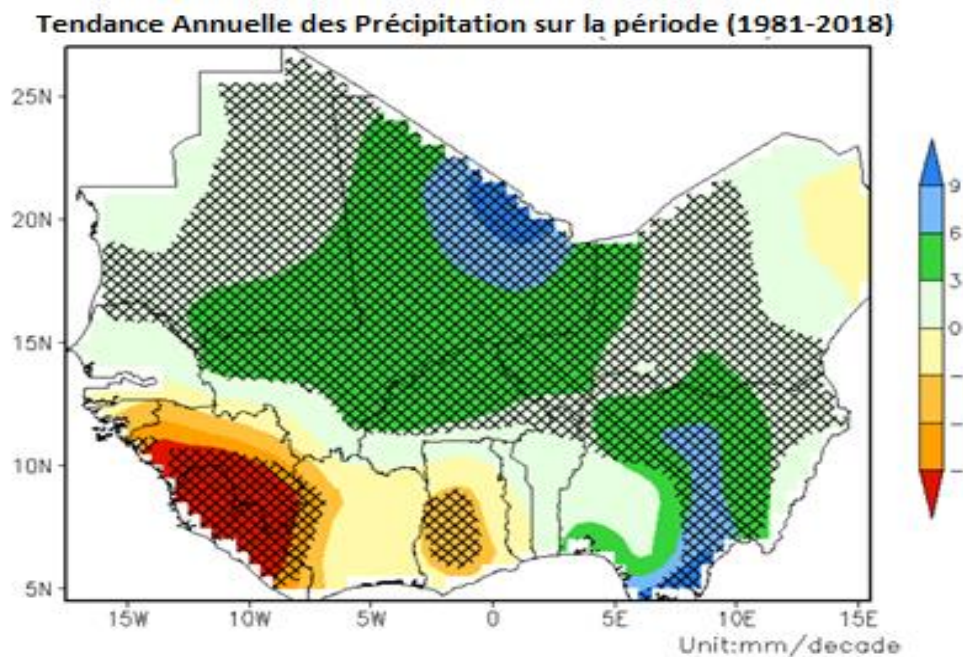 Tendance Annuelle des Précipitation sur la période (1981-2018)
25N
20N
15N
10N
5N
15W
10W
5W
0
5E
10E
15E
9
6
3
0
Unit:mm/decade